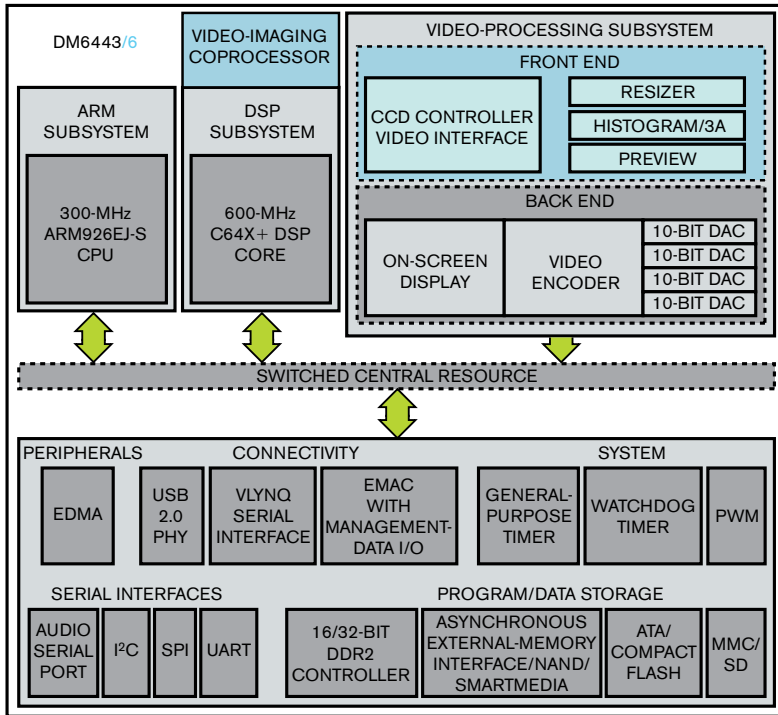 DM6443/6
VIDEO-IMAGING
COPROCESSOR
VIDEO-PROCESSING SUBSYSTEM
FRONT END
CCD CONTROLLER
VIDEO INTERFACE
RESIZER
HISTOGRAM/3A
PREVIEW
ARM
SUBSYSTEM
300-MHz
ARM926EJ-S
CPU
DSP
SUBSYSTEM
600-MHz
C64X+ DSP
CORE
BACK END
ON-SCREEN
DISPLAY
VIDEO
ENCODER
10-BIT DAC
10-BIT DAC
10-BIT DAC
10-BIT DAC
SWITCHED CENTRAL RESOURCE
PERIPHERALS
EDMA
CONNECTIVITY
USB
2.0
PHY
VLYNQ
SERIAL
INTERFACE
EMAC
WITH
MANAGEMENT-
DATA I/O
SYSTEM
GENERAL-
PURPOSE
TIMER
WATCHDOG
TIMER
PWM
SERIAL INTERFACES
AUDIO
SERIAL
PORT
I²C
SPI
UART
PROGRAM/DATA STORAGE
16/32-BIT
DDR2
CONTROLLER
ASYNCHRONOUS
EXTERNAL-MEMORY
INTERFACE/NAND/
SMARTMEDIA
ATA/
COMPACT
FLASH
MMC/
SD